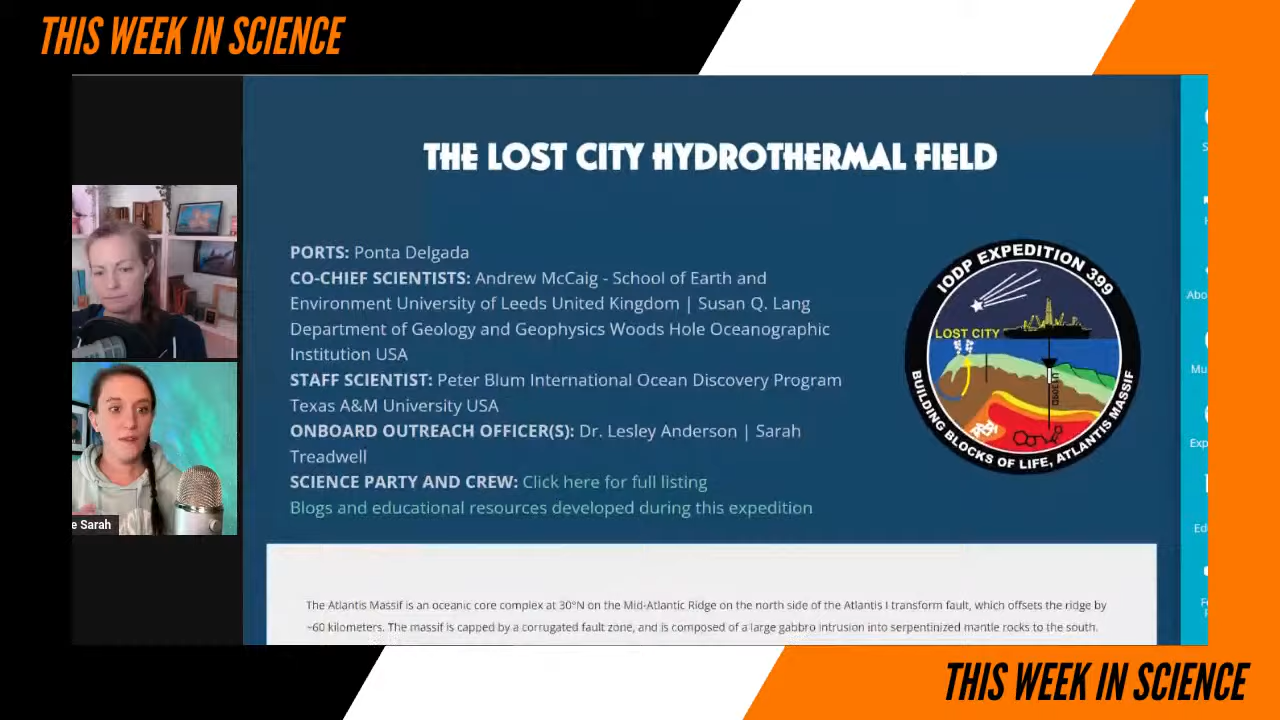 THIS WEEK IN SCIENCE
THE LOST CITY HYDROTHERMAL FIELD
PORTS: Ponta Delgada
CO-CHIEF SCIENTISTS: Andrew McCaig - School of Earth and
Environment University of Leeds United Kingdom | Susan Q. Lang
Department of Geology and Geophysics Woods Hole Oceanographic
Institution USA
STAFF SCIENTIST: Peter Blum International Ocean Discovery Program
Texas A&M University USA
ONBOARD OUTREACH OFFICER(S): Dr. Lesley Anderson | Sarah
Treadwell
SCIENCE PARTY AND CREW: Click here for full listing
Blogs and educational resources developed during this expedition
IODP EXPEDITION 399
LOST CITY
U1309D
BUILDING BLOCKS OF LIFE, ATLANTIS MASSIF
S
H
Abo
Mu
Exp
Ed
e Sarah
The Atlantis Massif is an oceanic core complex at 30°N on the Mid-Atlantic Ridge on the north side of the Atlantis I transform fault, which offsets the ridge by
~60 kilometers. The massif is capped by a corrugated fault zone, and is composed of a large gabbro intrusion into serpentinized mantle rocks to the south.
THIS WEEK IN SCIENCE